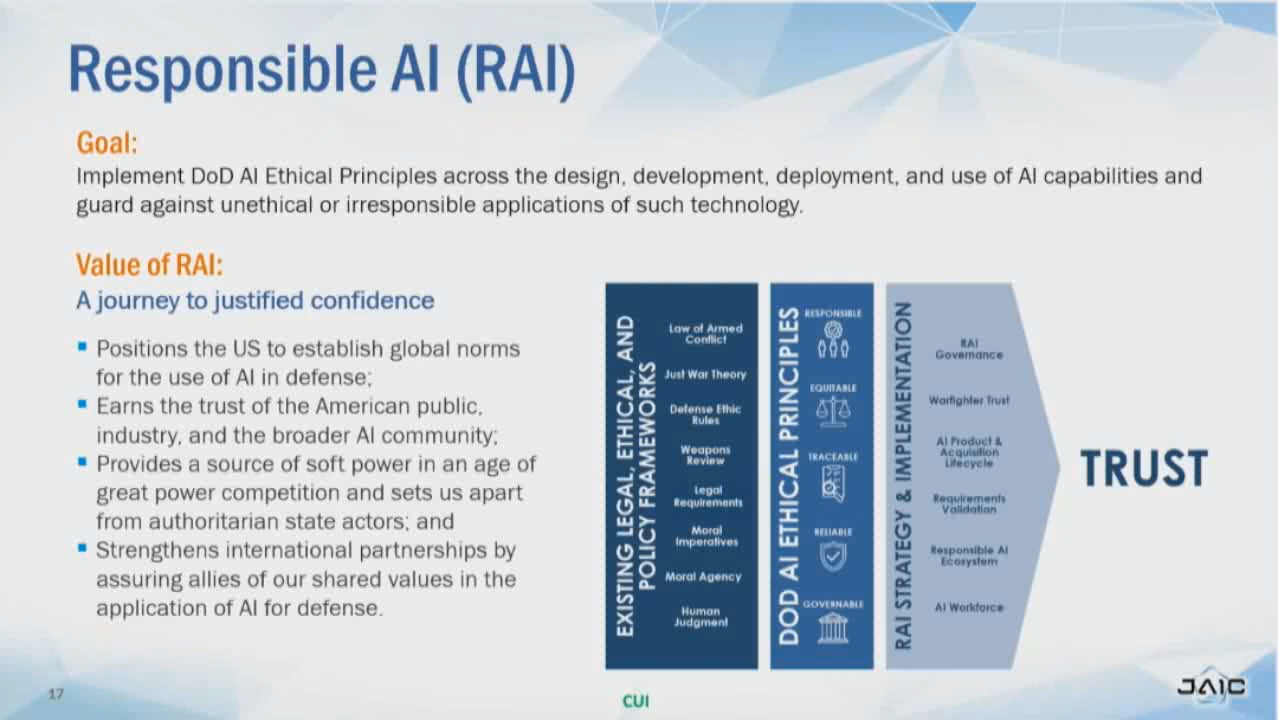 Responsible AI (RAI)
Goal:
Implement DoD AI Ethical Principles across the design, development, deployment, and use of AI capabilities and
guard against unethical or irresponsible applications of such technology.
Value of RAI:
A journey to justified confidence
Positions the US to establish global norms
for the use of AI in defense;
Earns the trust of the American public,
industry, and the broader AI community;
Provides a source of soft power in an age of
great power competition and sets us apart
from authoritarian state actors; and
Strengthens international partnerships by
assuring allies of our shared values in the
application of AI for defense.
EXISTING LEGAL, ETHICAL, AND
POLICY FRAMEWORKS
Law of Armed
Conflict
Just War Theory
Defense Ethic
Rules
Weapons
Review
Legal
Requirements
Moral
Imperatives
Moral Agency
Human
Judgment
DOD AI ETHICAL PRINCIPLES
RESPONSIBLE
EQUITABLE
TRACEABLE
RELIABLE
GOVERNABLE
RAI STRATEGY & IMPLEMENTATION
RAI
Governance
Warfighter Trust
AI Product &
Acquisition
Lifecycle
Requirements
Validation
Responsible AI
Ecosystem
AI Workforce
TRUST
17
CUI
JAIC